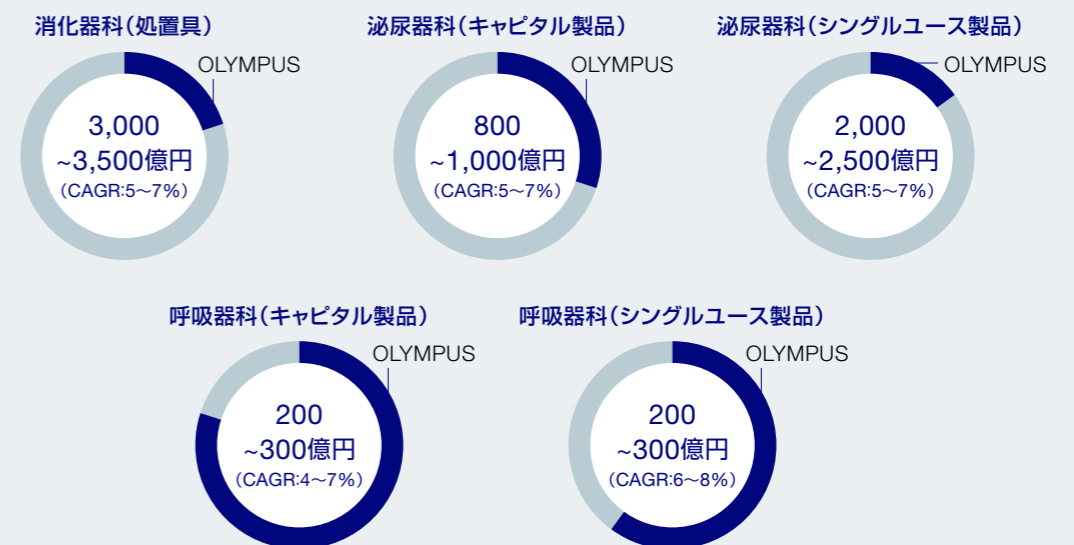 消化器科（処置具）
OLYMPUS
3,000
~3,500億円
（CAGR:5～7%）
泌尿器科（キャピタル製品）
OLYMPUS
800
~1,000億円
（CAGR:5～7%）
泌尿器科（シングルユース製品）
OLYMPUS
2,000
~2,500億円
（CAGR:5～7%）
呼吸器科（キャピタル製品）
OLYMPUS
200
~300億円
（CAGR:4～7%）
呼吸器科（シングルユース製品）
OLYMPUS
200
~300億円
（CAGR:6～8%）